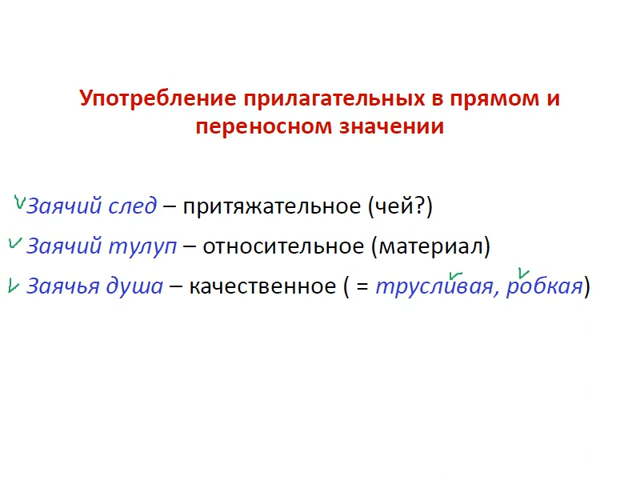 Употребление прилагательных в прямом и
переносном значении
Заячий след – притяжательное (чей?)
Заячий тулуп – относительное (материал)
Заячья душа – качественное ( = трусливая, робкая)